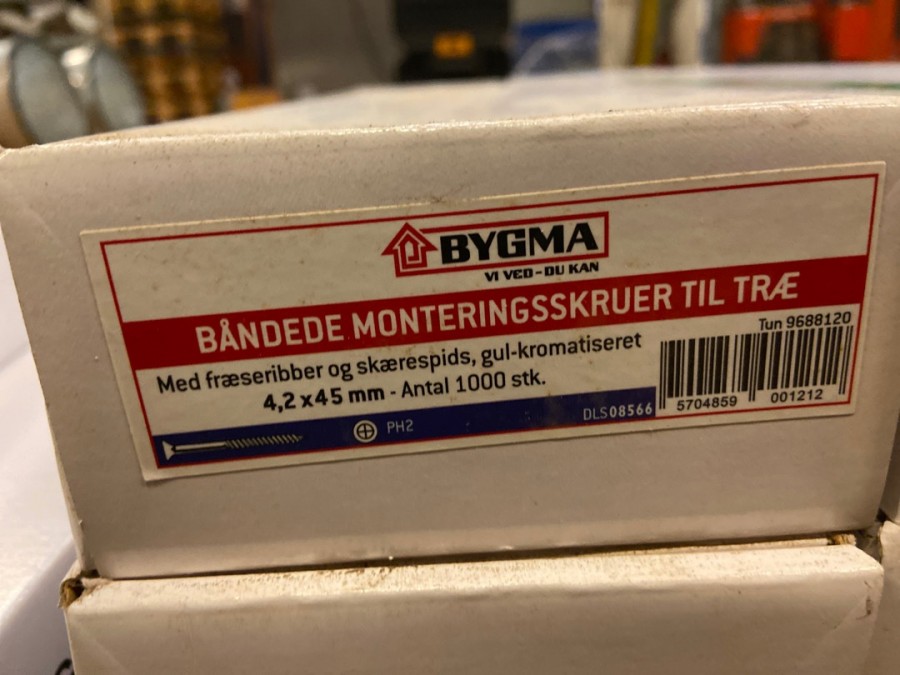 BYGMA
VI VED - DU KAN
BÅNDEDE MONTERINGSSKRUER TIL TRÆ
Tun 9688120
Med fræseribber og skærespids, gul-kromatiseret
4,2 x 45 mm - Antal 1000 stk.
PH2
DLS08566
5704859 001212